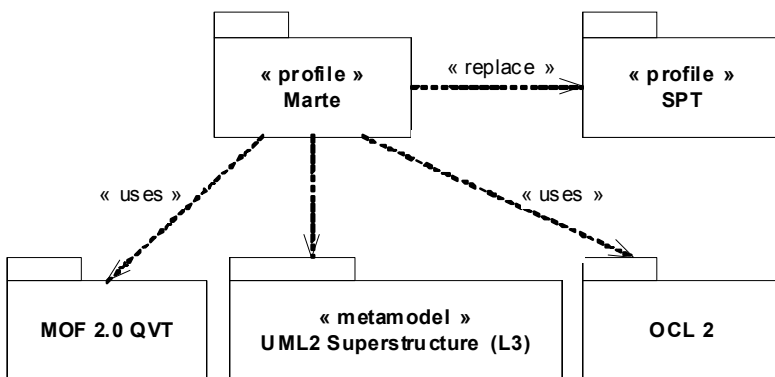 « profile »
Marte
« replace »
« profile »
SPT
« uses »
« uses »
MOF 2.0 QVT
« metamodel »
UML2 Superstructure (L3)
OCL 2